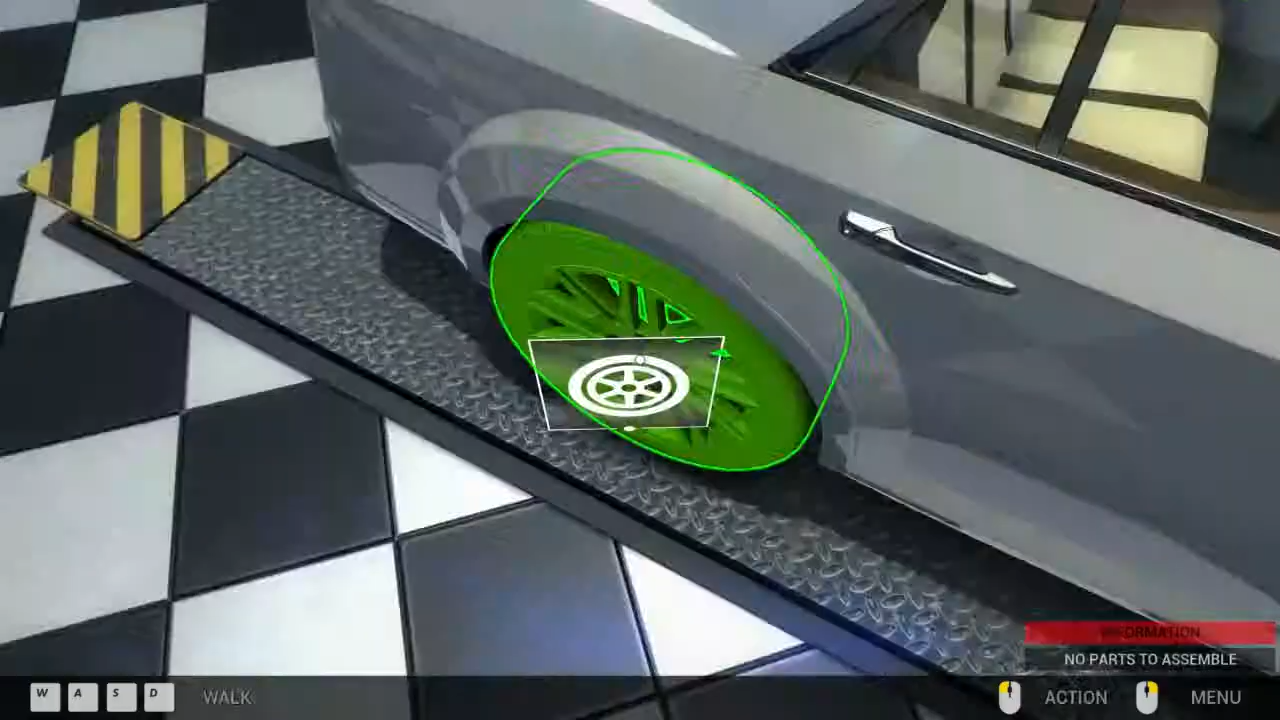 INFORMATION
NO PARTS TO ASSEMBLE
W A S D WALK
ACTION MENU